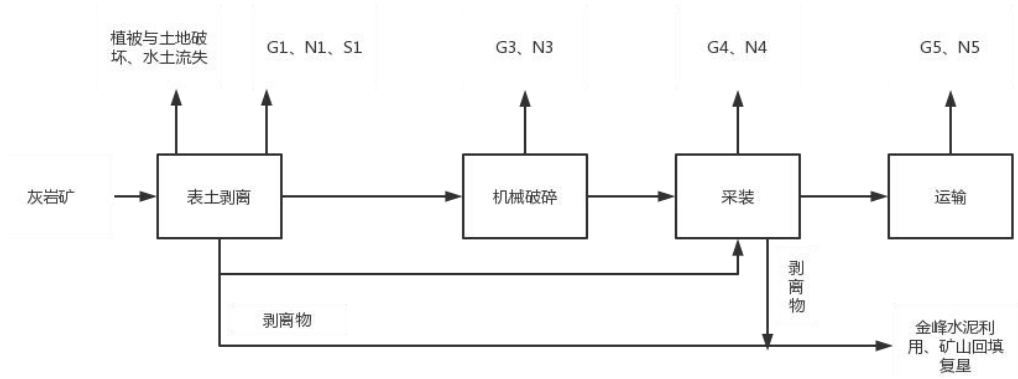 植被与土地破
坏、水土流失
G1、N1、S1
G3、N3
G4、N4
G5、N5
灰岩矿
表土剥离
机械破碎
采装
运输
剥
离
物
剥离物
金峰水泥利
用、矿山回填
复垦